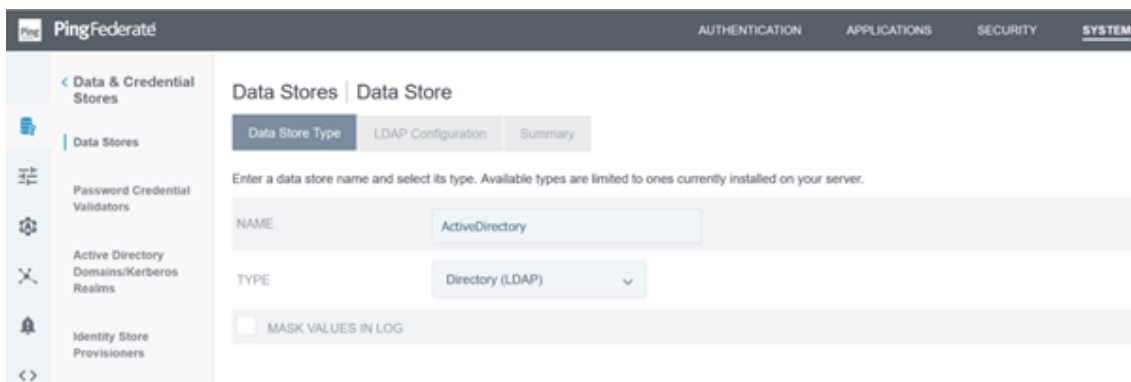 Ping
PingFederate
AUTHENTICATION
APPLICATIONS
SECURITY
SYSTEM
< Data & Credential
Stores
Data Stores
Password Credential
Validators
Active Directory
Domains/Kerberos
Realms
Identity Store
Provisioners
Data Stores | Data Store
Data Store Type
LDAP Configuration
Summary
Enter a data store name and select its type. Available types are limited to ones currently installed on your server.
NAME
ActiveDirectory
TYPE
Directory (LDAP)
MASK VALUES IN LOG